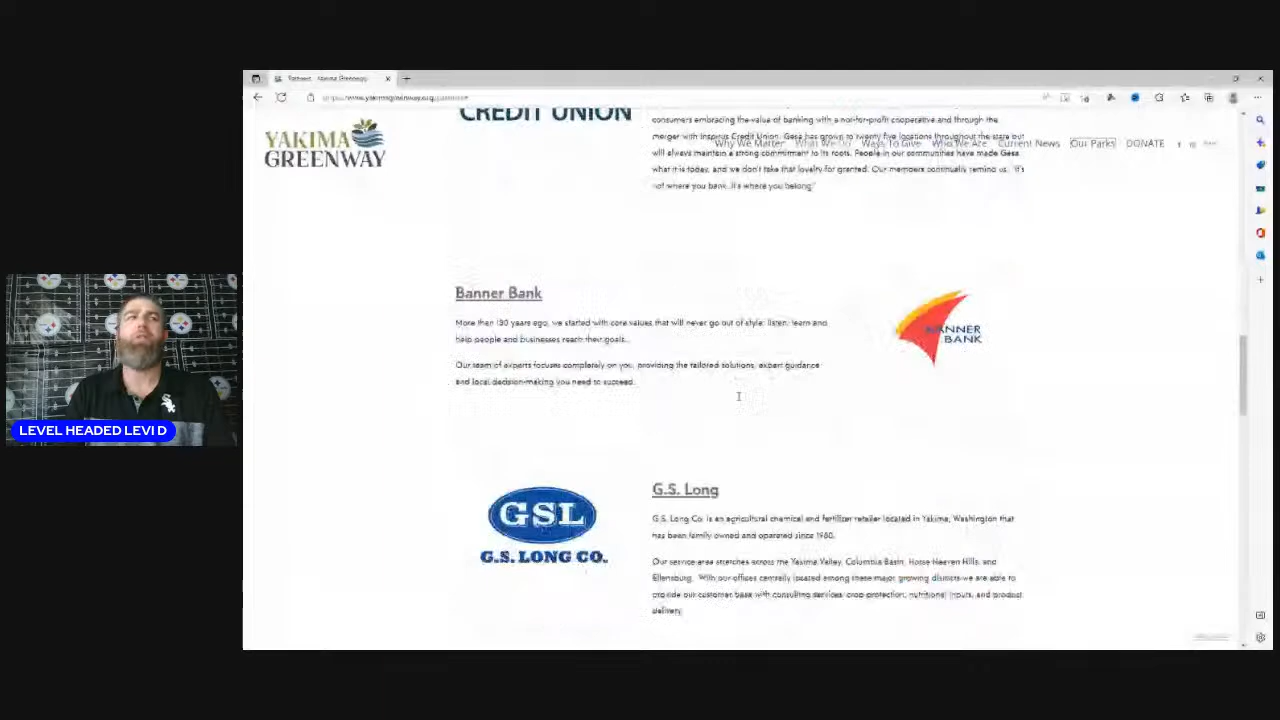 Partners Yakima Greenway
CREDIT UNION
YAKIMA
GREENWAY
consumers embracing the value of banking with a not-for-profit cooperative and through the
merger with Inspirus Credit Union. Gesa has grown to twenty five locations throughout the state but
Why We Matter What We Do Ways To Give Who We Are Current News Our Parks DONATE
will always maintain a strong commitment to its roots. People in our communities have made Gesa
what it is today, and we don't take that loyalty for granted. Our members continually remind us, "It's
not where you bank, it's where you belong"
Banner Bank
More than 130 years ago, we started with core values that will never go out of style: listen, learn and
help people and businesses reach their goals.
Our team of experts focuses completely on you, providing the tailored solutions, expert guidance
and local decision-making you need to succeed.
BANNER
BANK
LEVEL HEADED LEVI D
GSL
G.S. LONG CO.
G.S. Long
G.S. Long Co. is an agricultural chemical and fertilizer retailer located in Yakima, Washington that
has been family owned and operated since 1980.
Our service area stretches across the Yakima Valley, Columbia Basin, Horse Heaven Hills, and
Ellensburg. With our offices centrally located among these major growing districts we are able to
provide our customer base with consulting services, crop protection, nutritional inputs, and product
delivery.